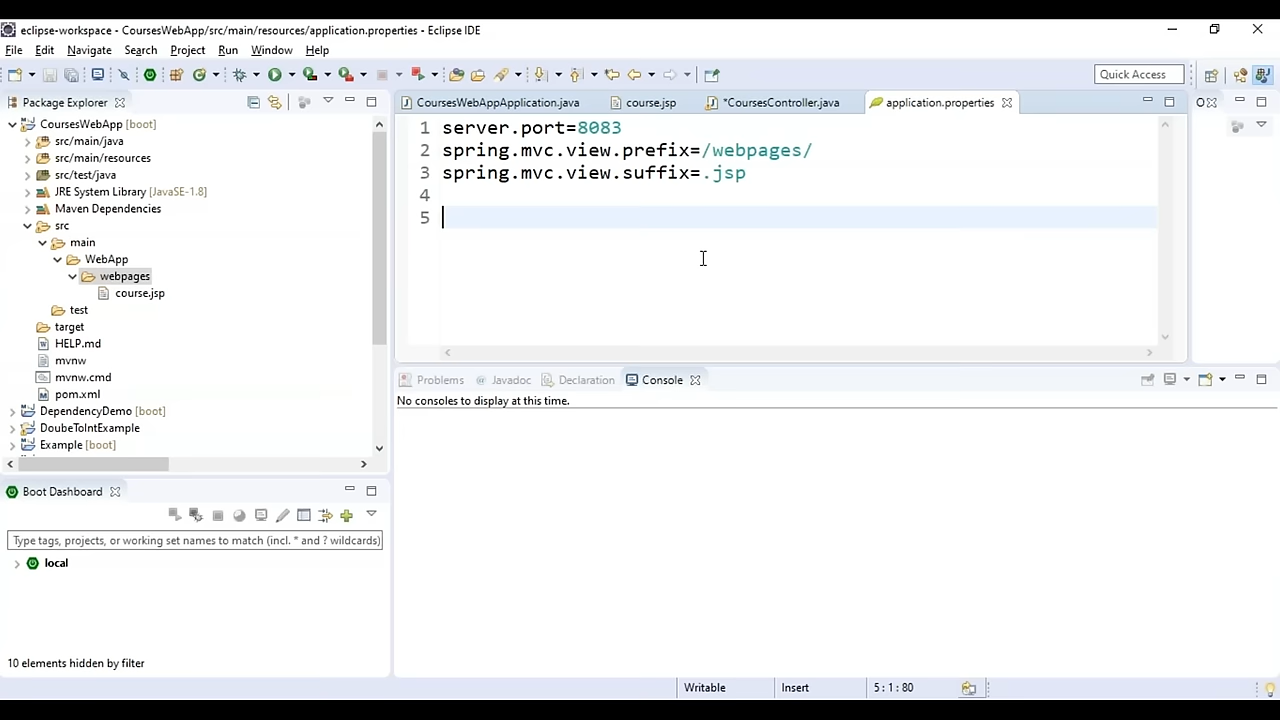 eclipse-workspace - CoursesWebApp/src/main/resources/application.properties - Eclipse IDE
File Edit Navigate Search Project Run Window Help
Quick Access
Package Explorer
CoursesWebApp [boot]
src/main/java
src/main/resources
src/test/java
JRE System Library [JavaSE-1.8]
Maven Dependencies
src
main
WebApp
webpages
course.jsp
test
target
HELP.md
mvnw
mvnw.cmd
pom.xml
DependencyDemo [boot]
DoubeToIntExample
Example [boot]
CoursesWebAppApplication.java course.jsp *CoursesController.java application.properties
O
1 server.port=8083
2 spring.mvc.view.prefix=/webpages/
3 spring.mvc.view.suffix=.jsp
4
5
Problems @ Javadoc Declaration Console
No consoles to display at this time.
Boot Dashboard
Type tags, projects, or working set names to match (incl. * and ? wildcards)
local
10 elements hidden by filter
Writable Insert 5 : 1 : 80